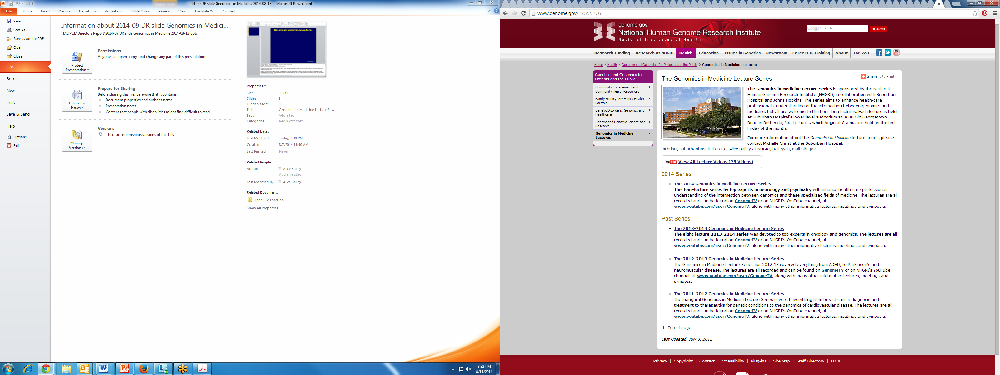 2014-09 DR slide Genomics in Medicine 2014-08-13 - Microsoft PowerPoint
File Home Insert Design Transitions Animations Slide Show Review View EndNote X7 Acrobat
Save
Save As
Save as Adobe PDF
Open
Close
Info
Recent
New
Print
Save & Send
Help
Options
Exit
Information about 2014-09 DR slide Genomics in Medici...
H:\OPCE\Directors Report\2014-09 DR slide Genomics in Medicine 2014-08-13.pptx
Protect
Presentation
Permissions
Anyone can open, copy, and change any part of this presentation.
Check for
Issues
Prepare for Sharing
Before sharing this file, be aware that it contains:
Document properties and author's name
Presentation notes
Content that people with disabilities might find difficult to read
Manage
Versions
Versions
There are no previous versions of this file.
Genomics in Medicine Lecture Series
Properties
Size 685KB
Slides 1
Hidden slides 0
Title Genomics in Medicine Lecture Se...
Tags Add a tag
Categories Add a category
Related Dates
Last Modified Today, 3:30 PM
Created 8/7/2014 11:40 AM
Last Printed Never
Related People
Author Alice Bailey
Add an author
Last Modified By Alice Bailey
Related Documents
Open File Location
Show All Properties
3:32 PM
8/14/2014
www.genome.gov/27555276
genome.gov
National Human Genome Research Institute
National Institutes of Health
Google Search SEARCH
Research Funding Research at NHGRI Health Education Issues in Genetics Newsroom Careers & Training About For You
You Tube
Home > Health > Genetics and Genomics for Patients and the Public > Genomics in Medicine Lectures
Genetics and Genomics for
Patients and the Public
Community Engagement and
Community Health Resources
Family History: My Family Health
Portrait
Genetic Disorders, Genomics and
Healthcare
Genetic and Genomic Science and
Research
Genomics in Medicine
Lectures
Share Print
The Genomics in Medicine Lecture Series
The Genomics in Medicine Lecture Series is sponsored by the National
Human Genome Research Institute (NHGRI), in collaboration with Suburban
Hospital and Johns Hopkins. The series aims to enhance health-care
professionals' understanding of the intersection between genomics and
medicine, but all are welcome to the hour-long lectures. Each lecture is held
at Suburban Hospital's lower level auditorium at 8600 Old Georgetown
Road in Bethesda, Md. Lectures, which begin at 8 a.m., are held on the first
Friday of the month.
For more information about the Genomics in Medicine lecture series, please
contact Michelle Christ at the Suburban Hospital,
mchrist@suburbanhospital.org, or Alice Bailey at NHGRI, baileyali@mail.nih.gov.
YouTube View All Lecture Videos (25 Videos)
2014 Series
• The 2014 Genomics in Medicine Lecture Series
This four-lecture series by top experts in neurology and psychiatry will enhance health-care professionals'
understanding of the intersection between genomics and these specialized fields of medicine. The lectures are all
recorded and can be found on GenomeTV or on NHGRI's YouTube channel, at
www.youtube.com/user/GenomeTV, along with many other informative lectures, meetings and symposia.
Past Series
• The 2013-2014 Genomics in Medicine Lecture Series
The eight-lecture 2013-2014 series was devoted to top experts in oncology and genomics. The lectures are all
recorded and can be found on GenomeTV or on NHGRI's YouTube channel, at
www.youtube.com/user/GenomeTV, along with many other informative lectures, meetings and symposia.
• The 2012-2013 Genomics in Medicine Lecture Series
The Genomics in Medicine Lecture Series ifor 2012-13 covered everything from ADHD, to Parkinson's and
neuromuscular disease. The lectures are all recorded and can be found on GenomeTV or on NHGRI's YouTube
channel, at www.youtube.com/user/GenomeTV, along with many other informative lectures, meetings and
symposia.
• The 2011-2012 Genomics in Medicine Lecture Series
The inaugural Genomics in Medicine Lecture Series covered everything from breast cancer diagnosis and
treatment to therapeutics for genetic conditions to the genomics of cardiovascular disease. The lectures are all
recorded and can be found on GenomeTV or on NHGRI's YouTube channel, at
www.youtube.com/user/GenomeTV, along with many other informative lectures, meetings and symposia.
Top of page
Last Updated: July 8, 2013
Privacy | Copyright | Contact | Accessibility | Plug-ins | Site Map | Staff Directory | FOIA